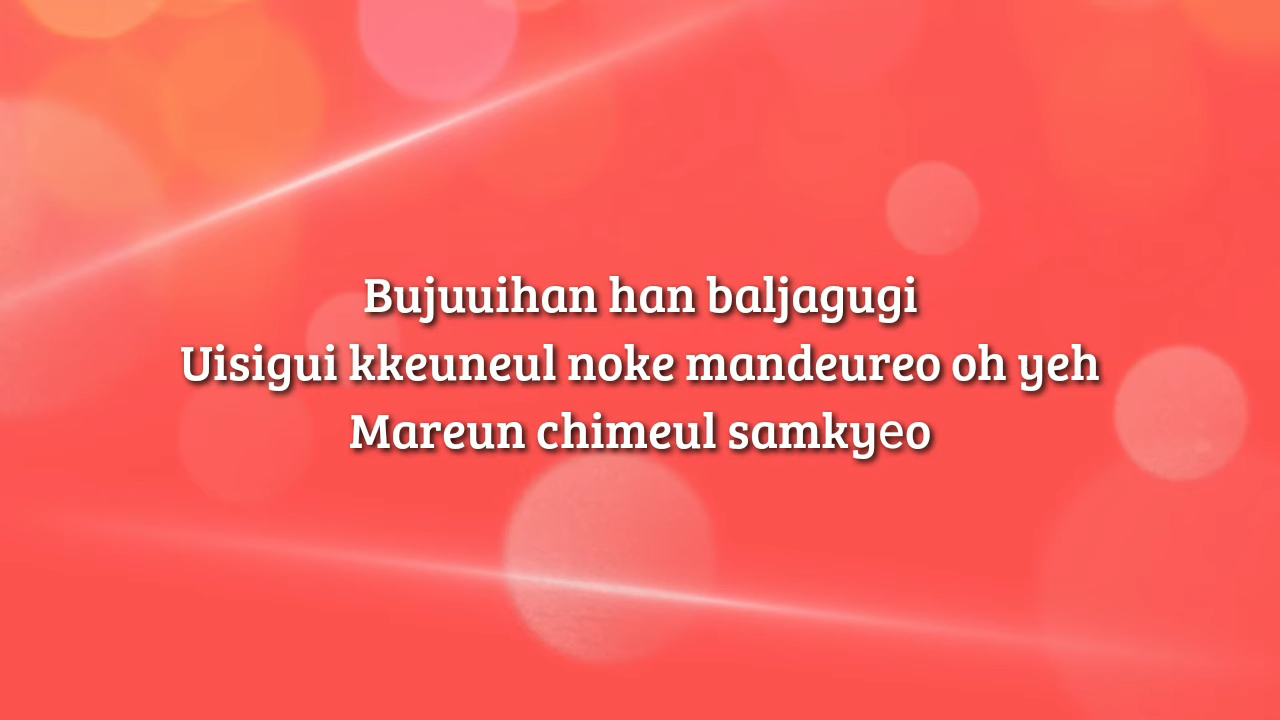 Bujuuihan han baljagugi
Uisigui kkeuneul noke mandeureo oh yeh
Mareun chimeul samkyeo